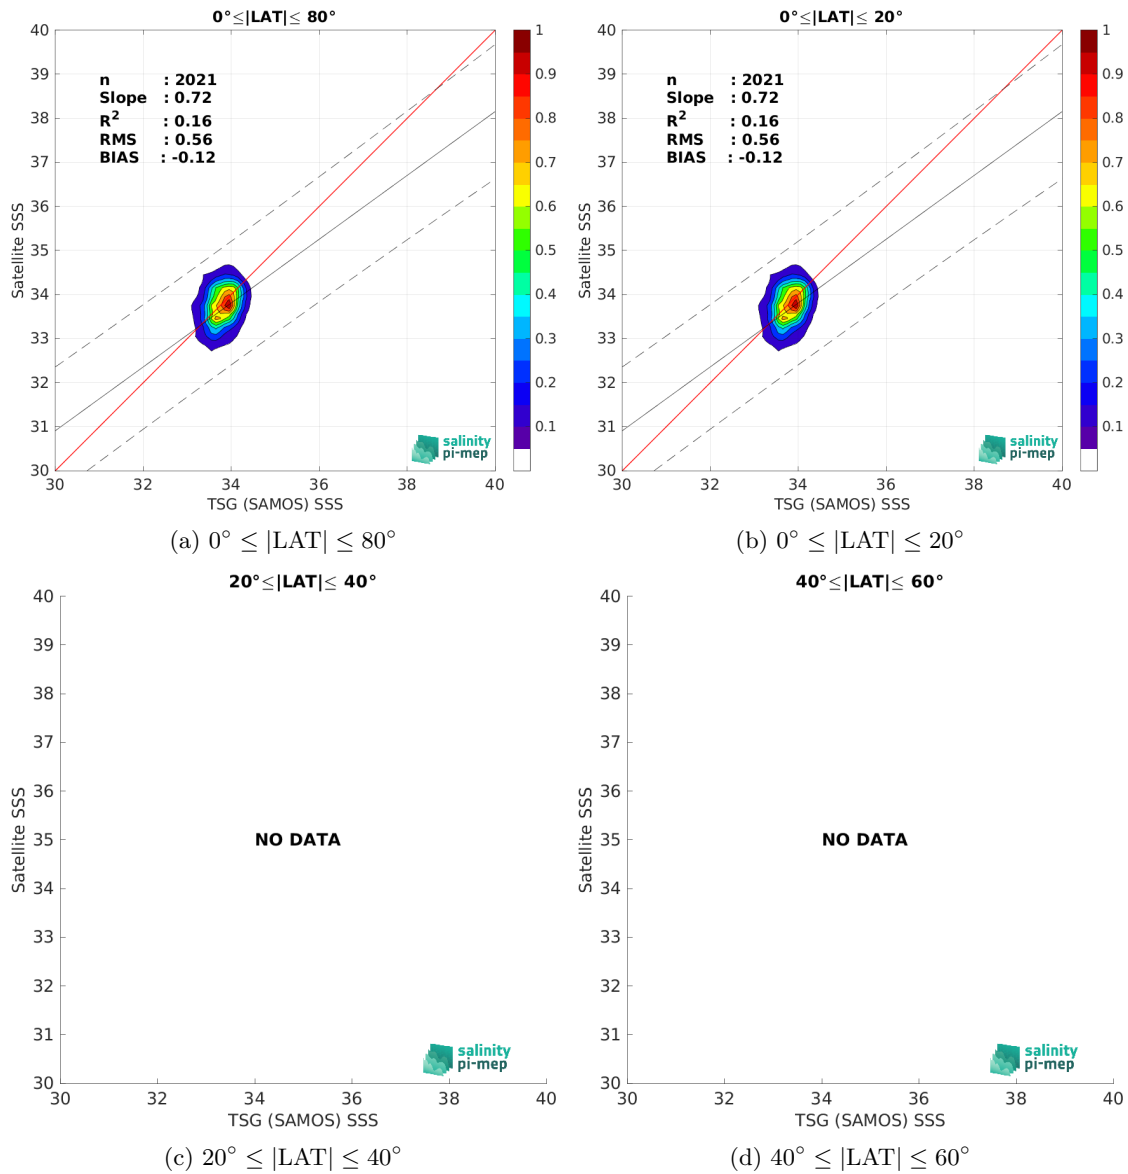 0°≤|LAT|≤ 80°
40
39
38
37
36
35
34
33
32
31
30
Satellite SSS
n : 2021
Slope : 0.72
R² : 0.16
RMS : 0.56
BIAS : -0.12
salinity
pi-mep
30 32 34 36 38 40
TSG (SAMOS) SSS
1
0.9
0.8
0.7
0.6
0.5
0.4
0.3
0.2
0.1
(a) 0° ≤ |LAT| ≤ 80°
0°≤|LAT|≤ 20°
40
39
38
37
36
35
34
33
32
31
30
Satellite SSS
n : 2021
Slope : 0.72
R² : 0.16
RMS : 0.56
BIAS : -0.12
salinity
pi-mep
30 32 34 36 38 40
TSG (SAMOS) SSS
1
0.9
0.8
0.7
0.6
0.5
0.4
0.3
0.2
0.1
(b) 0° ≤ |LAT| ≤ 20°
20°≤|LAT|≤ 40°
40
39
38
37
36
35
34
33
32
31
30
Satellite SSS
NO DATA
salinity
pi-mep
30 32 34 36 38 40
TSG (SAMOS) SSS
(c) 20° ≤ |LAT| ≤ 40°
40°≤|LAT|≤ 60°
40
39
38
37
36
35
34
33
32
31
30
Satellite SSS
NO DATA
salinity
pi-mep
30 32 34 36 38 40
TSG (SAMOS) SSS
(d) 40° ≤ |LAT| ≤ 60°